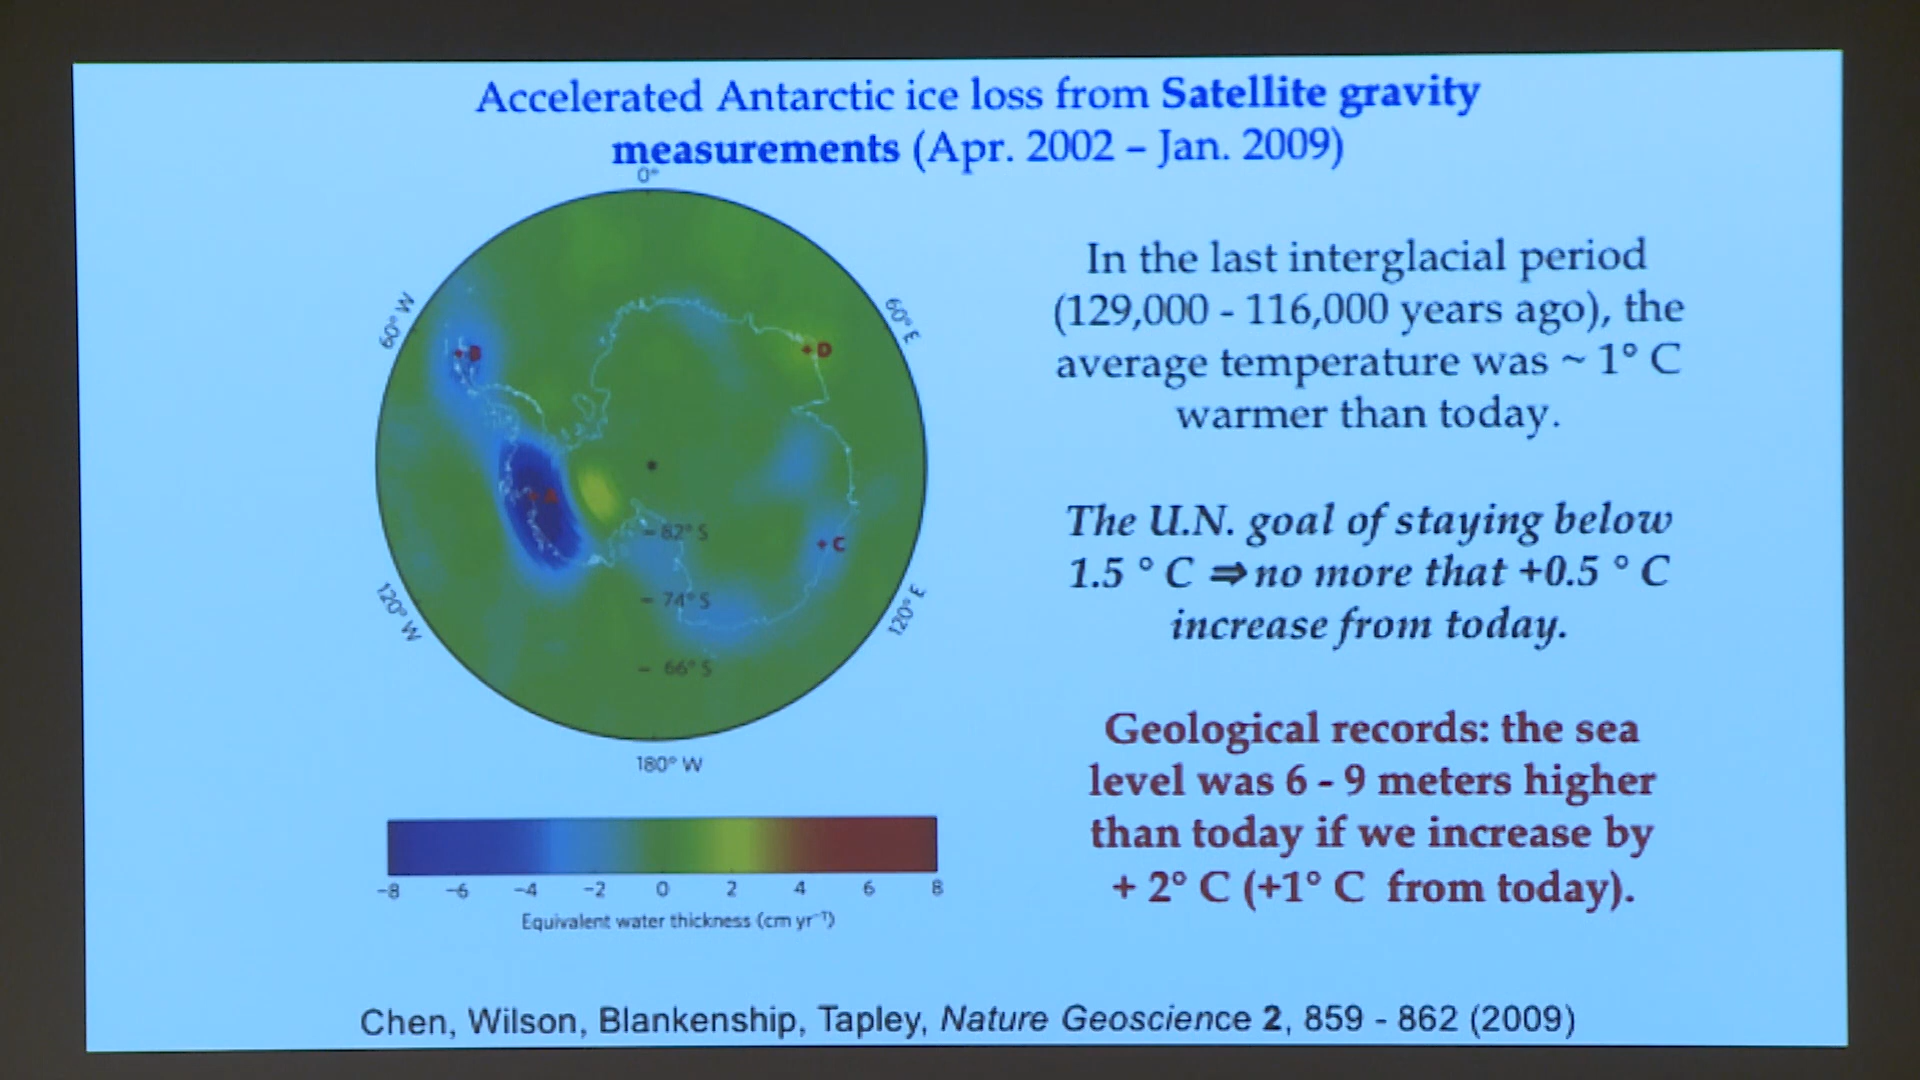 Accelerated Antarctic ice loss from Satellite gravity
measurements (Apr. 2002 – Jan. 2009)
0°
60° W
60° E
+ B
+ D
+ A
+ C
– 82° S
– 74° S
– 66° S
120° W
120° E
180° W
−8 −6 −4 −2 0 2 4 6 8
Equivalent water thickness (cm yr⁻¹)
In the last interglacial period
(129,000 - 116,000 years ago), the
average temperature was ~ 1° C
warmer than today.
The U.N. goal of staying below
1.5 ° C ⇒ no more that +0.5 ° C
increase from today.
Geological records: the sea
level was 6 - 9 meters higher
than today if we increase by
+ 2° C (+1° C from today).
Chen, Wilson, Blankenship, Tapley, Nature Geoscience 2, 859 - 862 (2009)